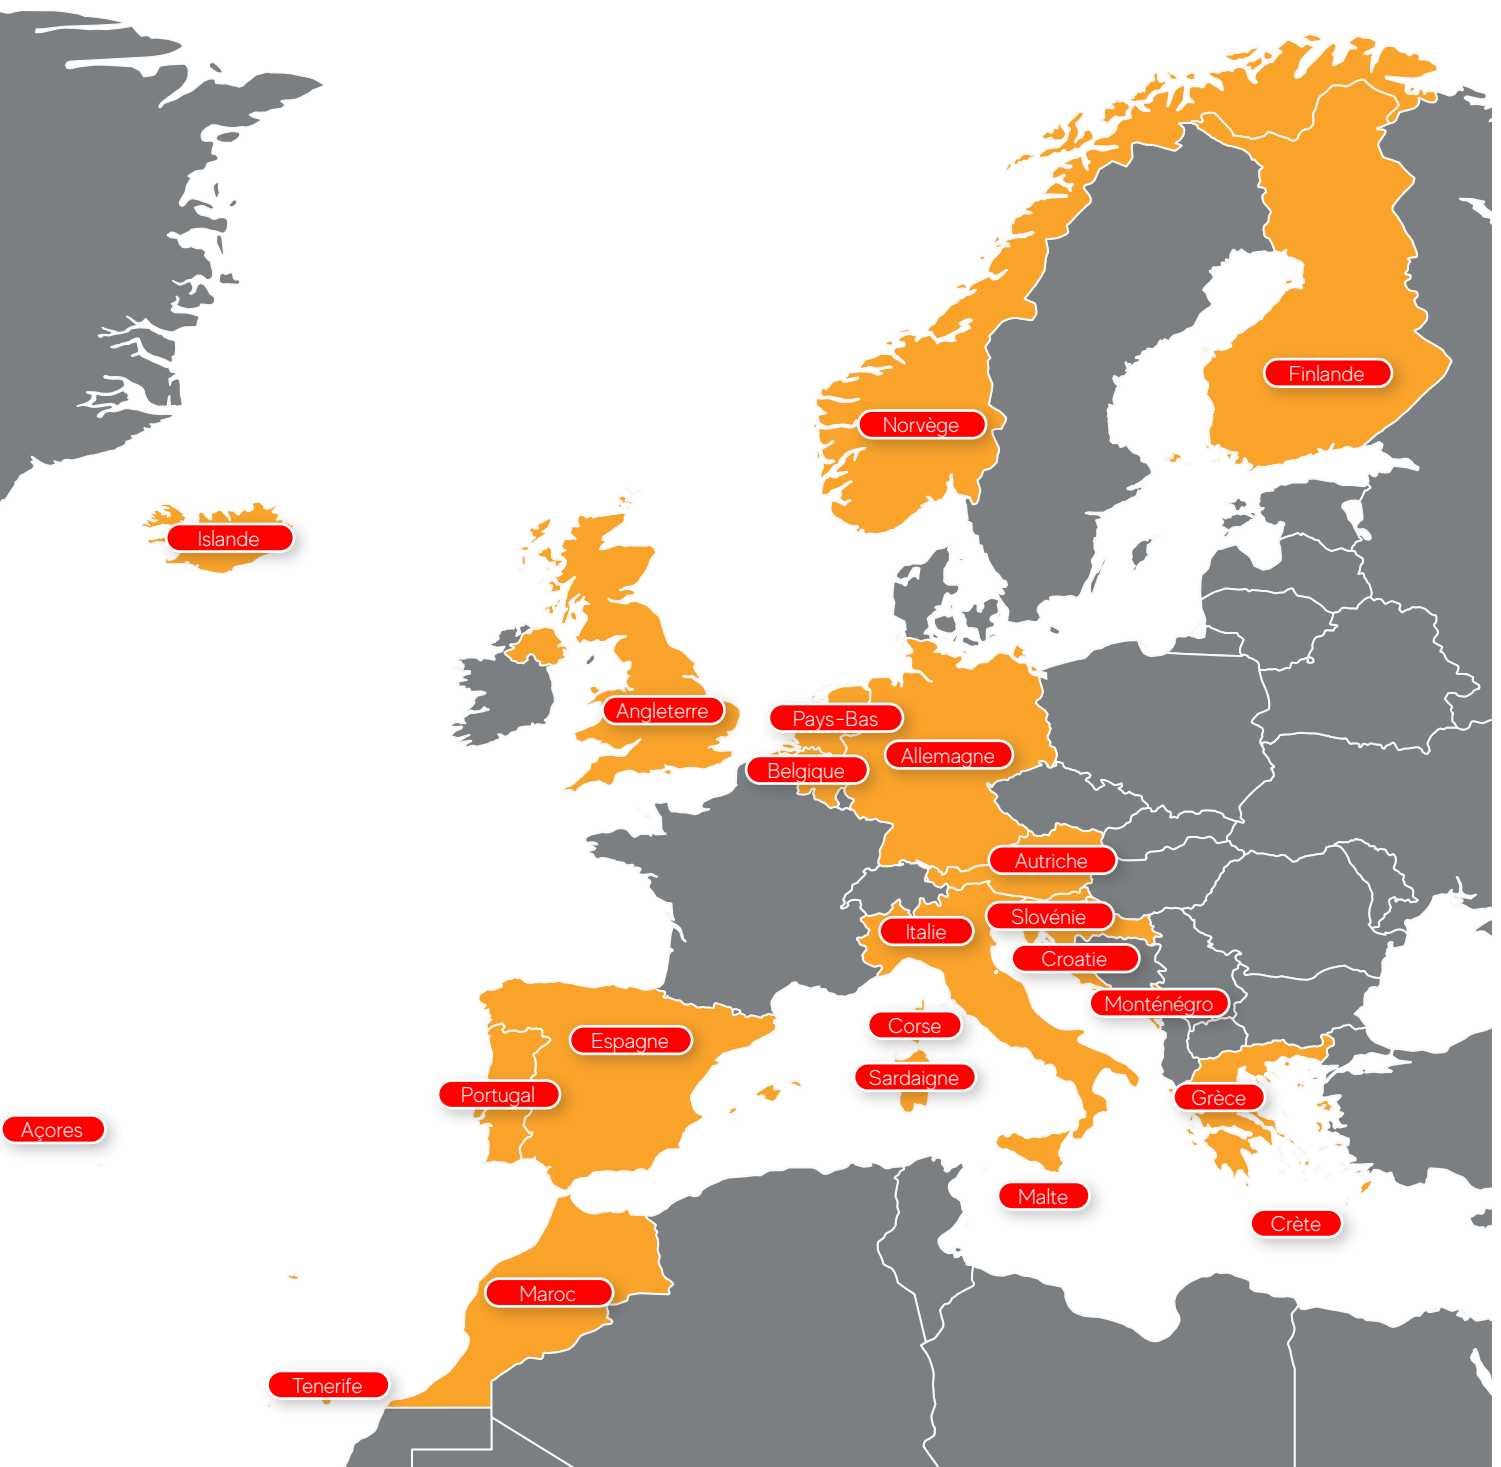 Finlande
Norvège
Islande
Angleterre
Pays-Bas
Allemagne
Belgique
Autriche
Slovénie
Italie
Croatie
Monténégro
Corse
Espagne
Sardaigne
Portugal
Grèce
Açores
Malte
Crète
Maroc
Tenerife